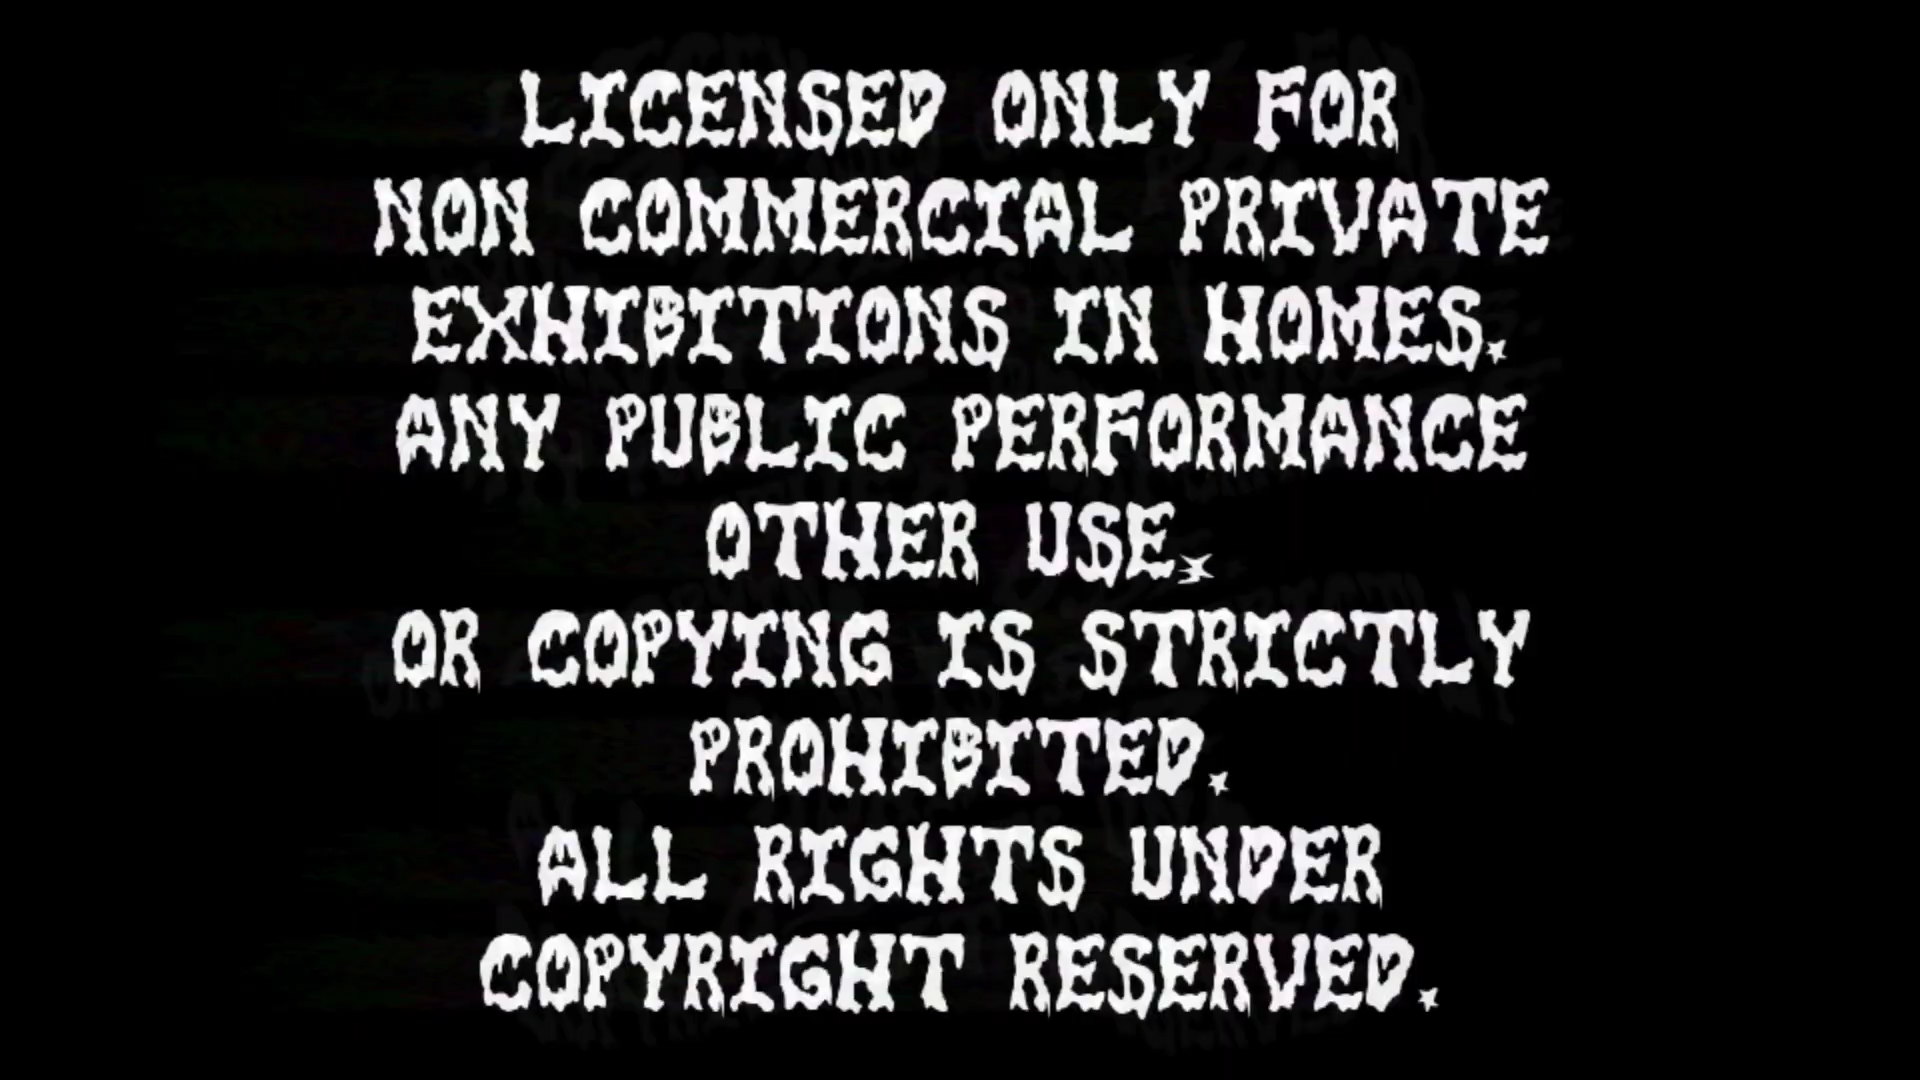 LICENSED ONLY FOR
NON COMMERCIAL PRIVATE
EXHIBITIONS IN HOMES.
ANY PUBLIC PERFORMANCE
OTHER USE,
OR COPYING IS STRICTLY
PROHIBITED.
ALL RIGHTS UNDER
COPYRIGHT RESERVED.